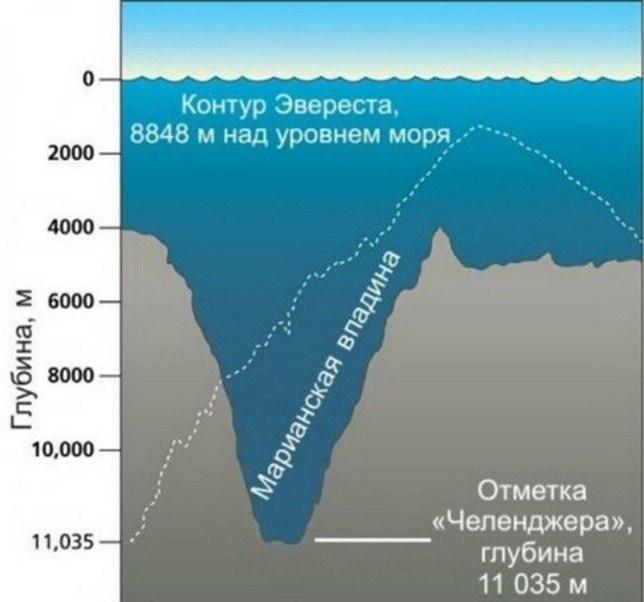 0
Контур Эвереста,
8848 м над уровнем моря
2000
4000
6000
8000
10,000
11,035
Глубина, м
Марианская впадина
Отметка
«Челенджера»,
глубина
11 035 м